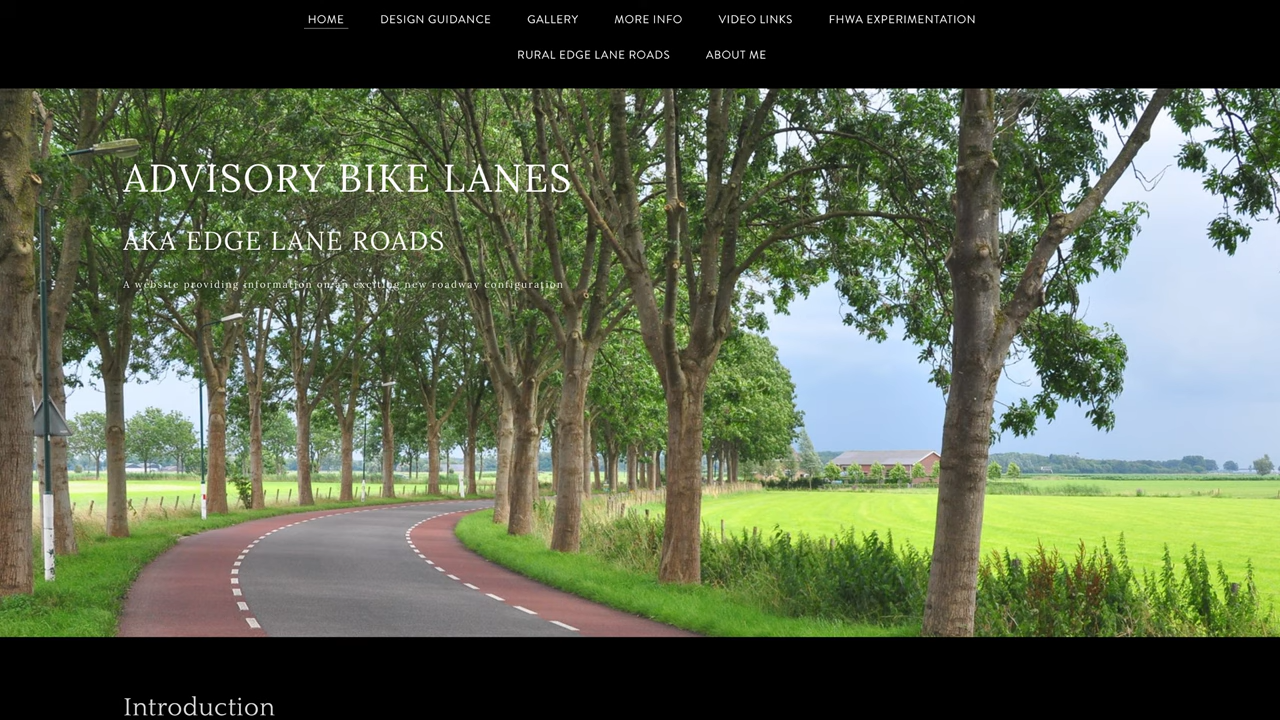 HOME DESIGN GUIDANCE GALLERY MORE INFO VIDEO LINKS FHWA EXPERIMENTATION
RURAL EDGE LANE ROADS ABOUT ME
ADVISORY BIKE LANES
AKA EDGE LANE ROADS
A website providing information on an exciting new roadway configuration
Introduction